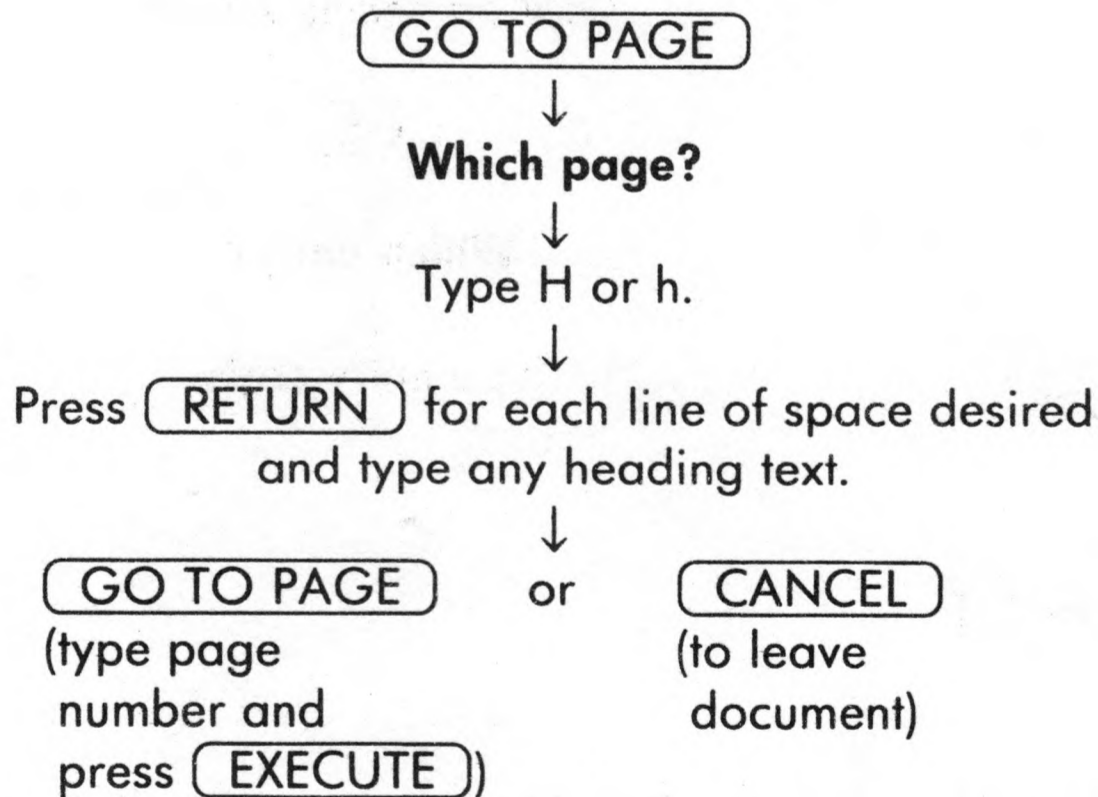 GO TO PAGE
↓
Which page?
↓
Type H or h.
↓
Press RETURN for each line of space desired
and type any heading text.
↓
GO TO PAGE or CANCEL
(type page (to leave
number and document)
press EXECUTE )